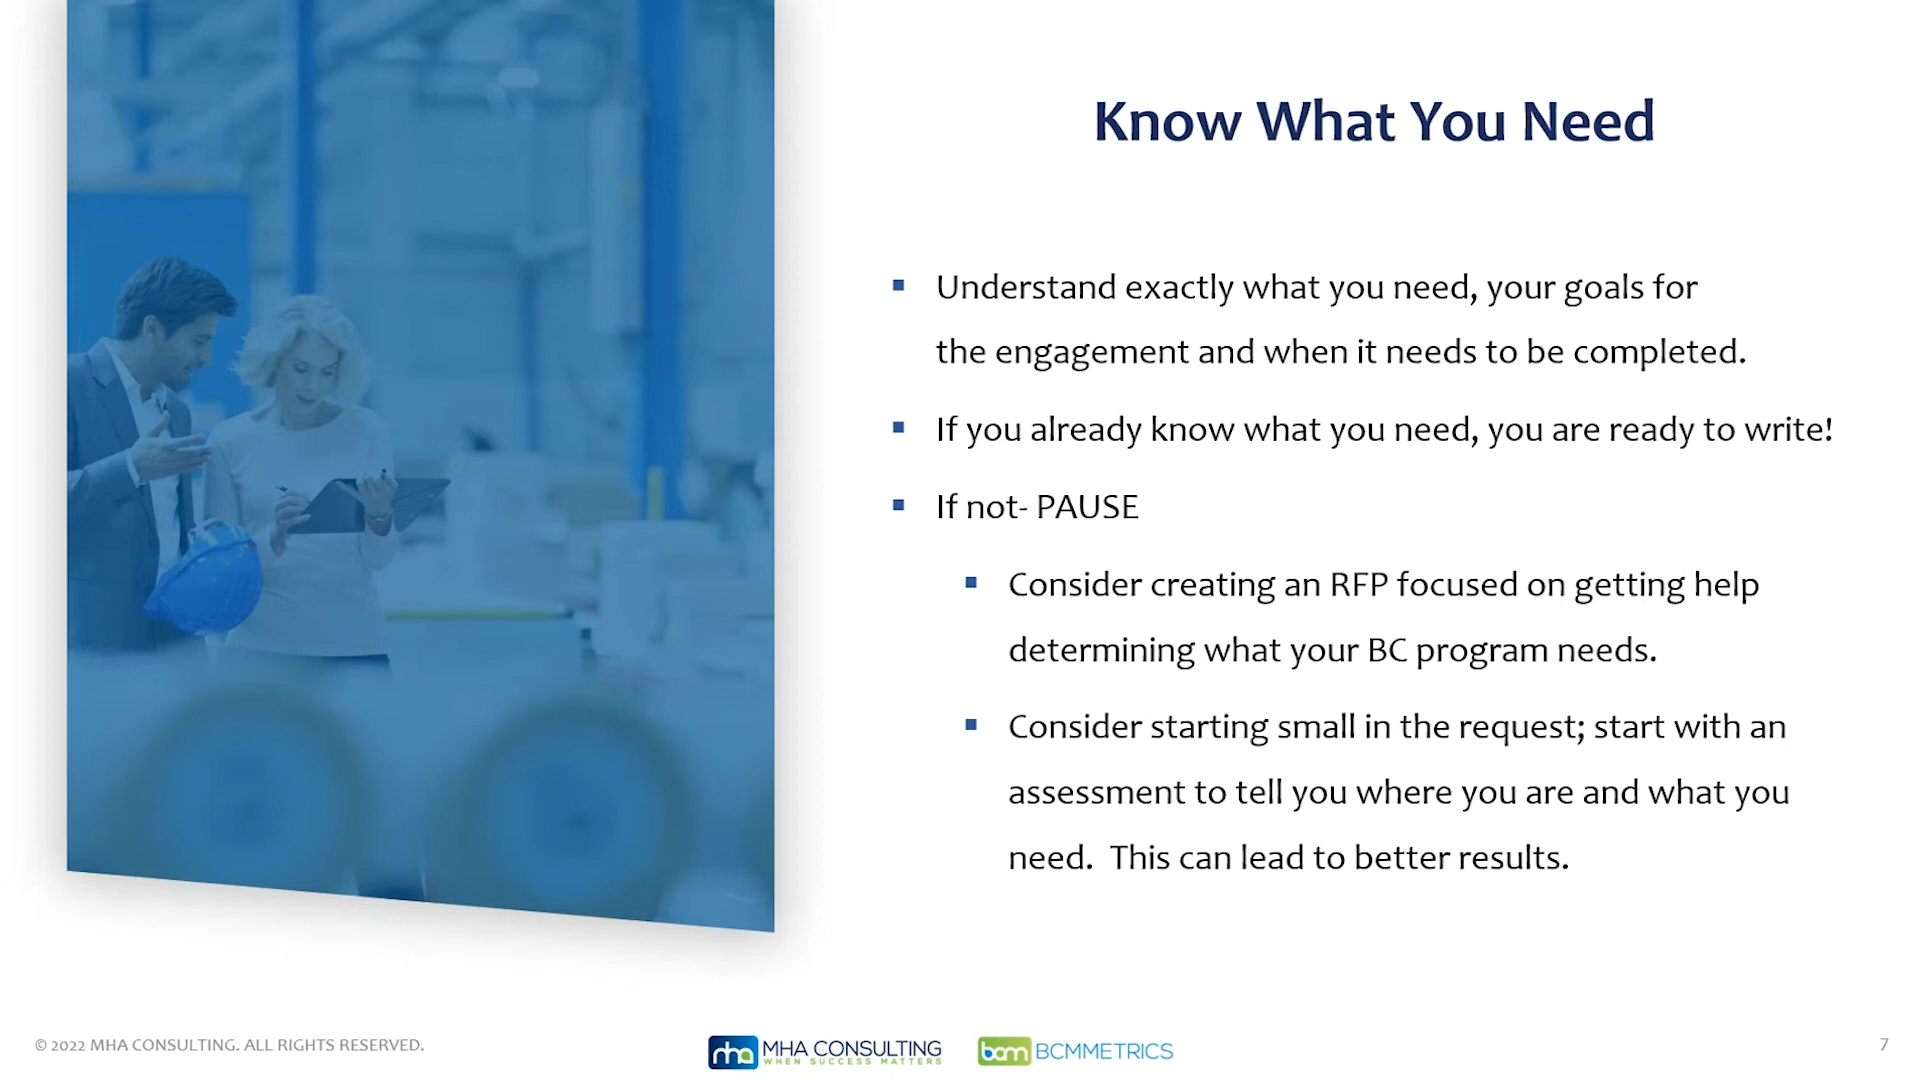 Know What You Need
▪ Understand exactly what you need, your goals for
the engagement and when it needs to be completed.
▪ If you already know what you need, you are ready to write!
▪ If not- PAUSE
▪ Consider creating an RFP focused on getting help
determining what your BC program needs.
▪ Consider starting small in the request; start with an
assessment to tell you where you are and what you
need.  This can lead to better results.
© 2022 MHA CONSULTING. ALL RIGHTS RESERVED.
mha MHA CONSULTING
WHEN SUCCESS MATTERS
bcm BCMMETRICS
7